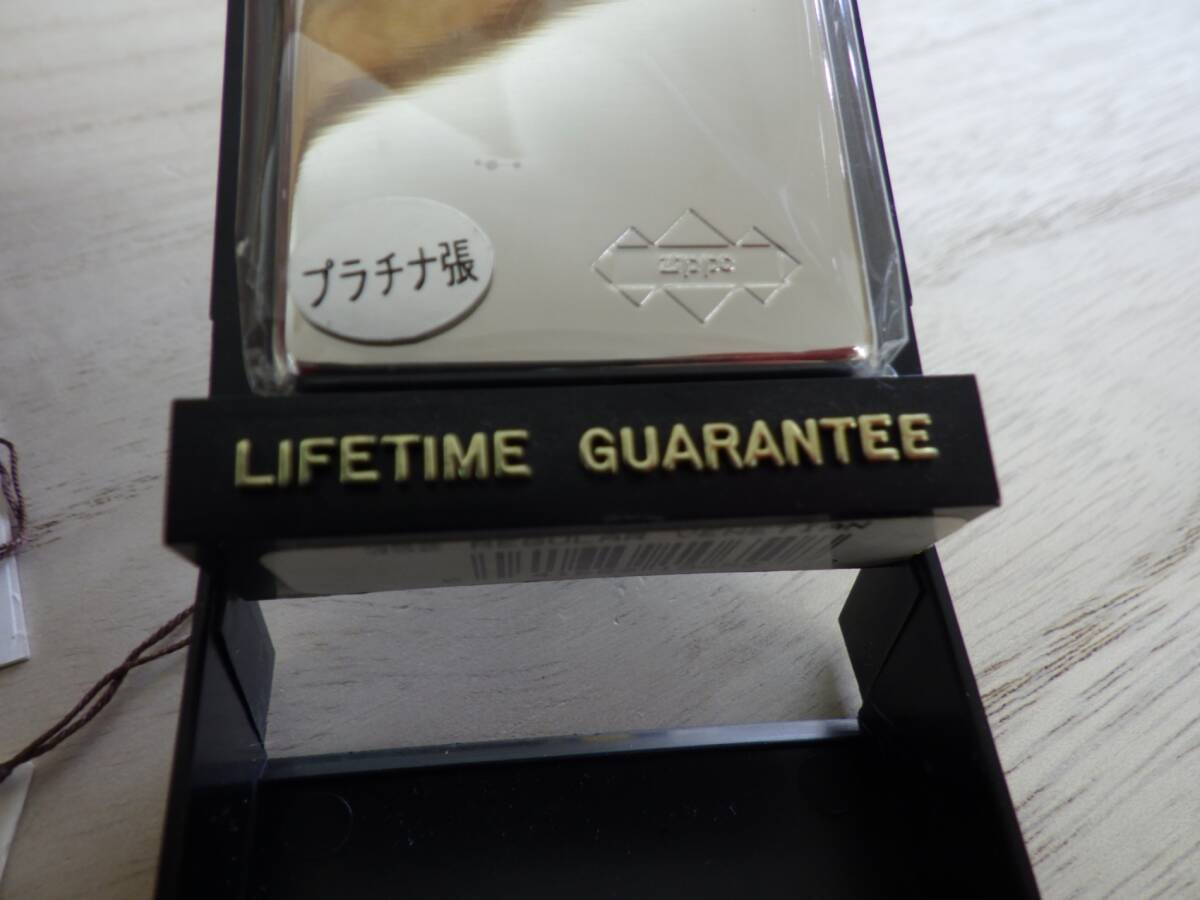 プラチナ張
zippo
LIFETIME GUARANTEE